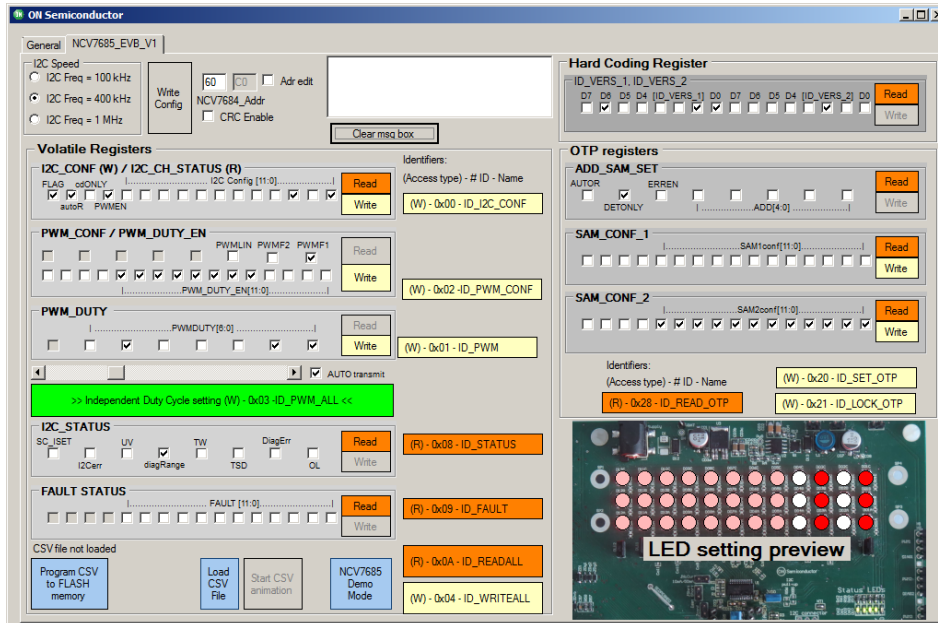 ON Semiconductor
General NCV7685_EVB_V1
I2C Speed
I2C Freq = 100 kHz
I2C Freq = 400 kHz
I2C Freq = 1 MHz
Write Config
60 C0 Adr edit
NCV7684_Addr
CRC Enable
Clear msg box
Hard Coding Register
ID_VERS_1, ID_VERS_2
D7 D6 D5 D4 [ID_VERS_1] D0 D7 D6 D5 D4 [ID_VERS_2] D0
Read
Write
Volatile Registers
I2C_CONF (W) / I2C_CH_STATUS (R)
FLAG cdONLY |..................... I2C Config [11:0].....................|
autoR PWMEN
Read
Write
Identifiers:
(Access type) - # ID - Name
(W) - 0x00 - ID_I2C_CONF
PWM_CONF / PWM_DUTY_EN
PWMLIN PWMF2 PWMF1
Read
Write
|...............PWM_DUTY_EN[11:0]...............|
(W) - 0x02 -ID_PWM_CONF
PWM_DUTY
|.....................PWMDUTY[6:0] .....................|
Read
Write
(W) - 0x01 - ID_PWM
AUTO transmit
>> Independent Duty Cycle setting (W) - 0x03 -ID_PWM_ALL <<
I2C_STATUS
SC_ISET UV TW DiagErr
I2Cerr diagRange TSD OL
Read
Write
(R) - 0x08 - ID_STATUS
FAULT STATUS
|..................... FAULT [11:0].....................|
Read
Write
(R) - 0x09 - ID_FAULT
CSV file not loaded
Program CSV to FLASH memory
Load CSV File
Start CSV animation
NCV7685 Demo Mode
(R) - 0x0A - ID_READALL
(W) - 0x04 - ID_WRITEALL
OTP registers
ADD_SAM_SET
AUTOR ERREN
DETONLY |.....................ADD[4:0] .....................|
Read
Write
SAM_CONF_1
|.....................SAM1conf[11:0].....................|
Read
Write
SAM_CONF_2
|.....................SAM2conf[11:0].....................|
Read
Write
Identifiers:
(Access type) - # ID - Name
(R) - 0x28 - ID_READ_OTP
(W) - 0x20 - ID_SET_OTP
(W) - 0x21 - ID_LOCK_OTP
LED setting preview
ON Semiconductor
Status LEDs